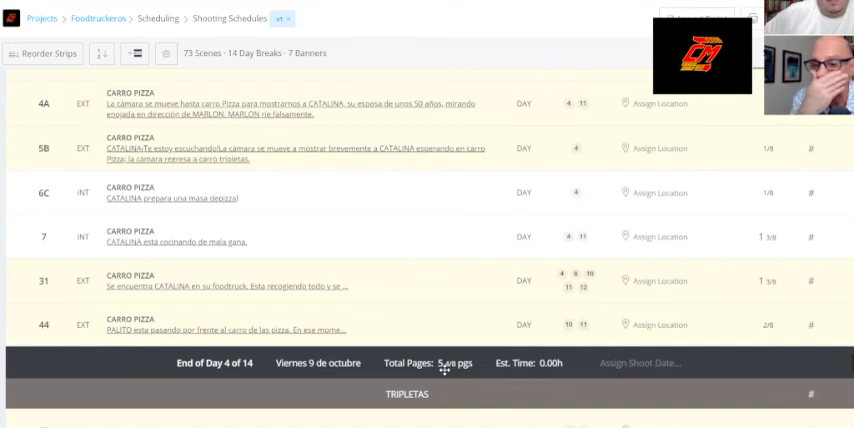 Projects > Foodtruckeros > Scheduling > Shooting Schedules v1
Reorder Strips
73 Scenes · 14 Day Breaks · 7 Banners
CM
4A EXT CARRO PIZZA DAY 4 11 Assign Location
La cámara se mueve hasta carro Pizza para mostrarnos a CATALINA, su esposa de unos 50 años, mirando
enojada en dirección de MARLON. MARLON ríe falsamente.
5B EXT CARRO PIZZA DAY 4 Assign Location 1/8 #
CATALINA¡Te estoy escuchando!La cámara se mueve a mostrar brevemente a CATALINA esperando en carro
Pizza; la cámara regresa a carro tripletas.
6C INT CARRO PIZZA DAY 4 Assign Location 1/8 #
CATALINA prepara una masa depizza)
7 INT CARRO PIZZA DAY 4 11 Assign Location 1 3/8 #
CATALINA está cocinando de mala gana.
31 EXT CARRO PIZZA DAY 4 8 10 11 12 Assign Location 1 3/8 #
Se encuentra CATALINA en su foodtruck. Esta recogiendo todo y se ...
44 EXT CARRO PIZZA DAY 10 11 Assign Location 2/8 #
PAUTO esta pasando por frente al carro de las pizza. En ese mome...
End of Day 4 of 14 Viernes 9 de octubre Total Pages: 5 4/8 pgs Est. Time: 0.00h Assign Shoot Date...
TRIPLETAS #